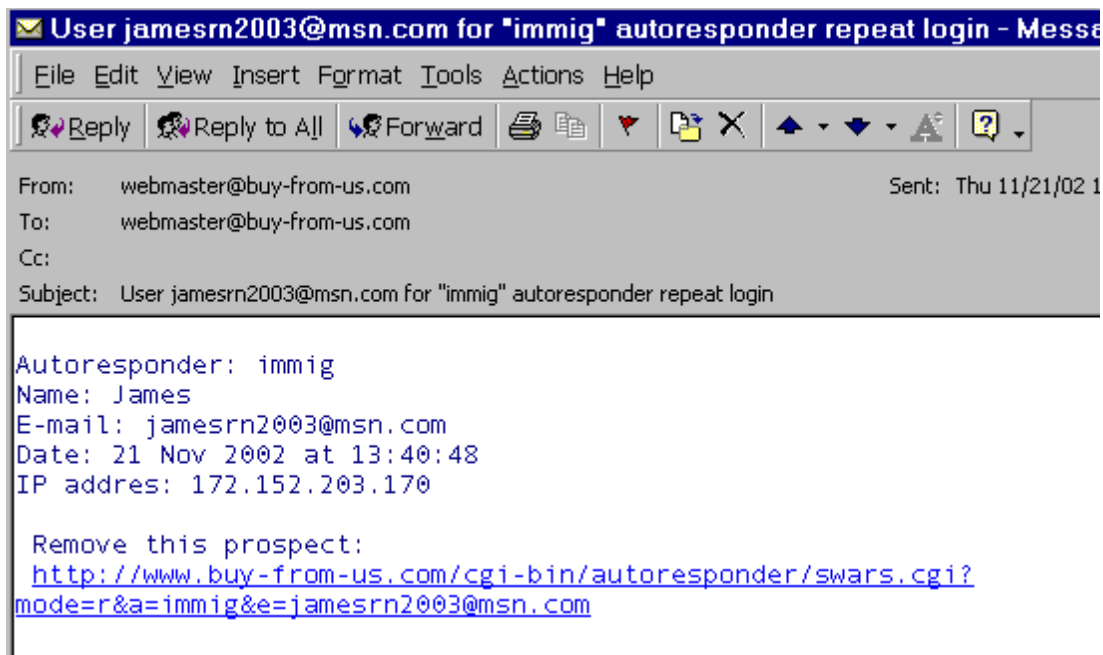 User jamesrn2003@msn.com for "immig" autoresponder repeat login - Messa
File Edit View Insert Format Tools Actions Help
Reply Reply to All Forward
From: webmaster@buy-from-us.com Sent: Thu 11/21/02 1
To: webmaster@buy-from-us.com
Cc:
Subject: User jamesrn2003@msn.com for "immig" autoresponder repeat login
Autoresponder: immig
Name: James
E-mail: jamesrn2003@msn.com
Date: 21 Nov 2002 at 13:40:48
IP addres: 172.152.203.170
Remove this prospect:
http://www.buy-from-us.com/cgi-bin/autoresponder/swars.cgi?
mode=r&a=immig&e=jamesrn2003@msn.com